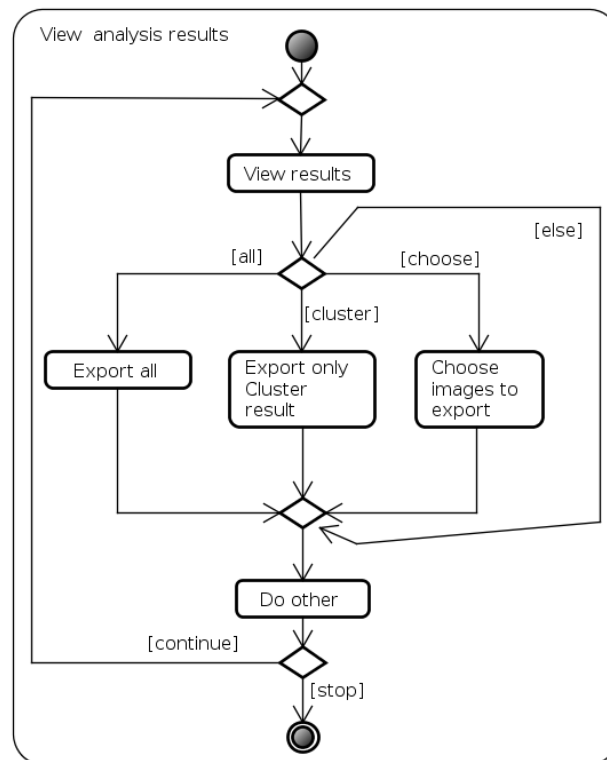 View  analysis results
View results
[else]
[all]
[choose]
[cluster]
Export all
Export only
Cluster
result
Choose
images to
export
Do other
[continue]
[stop]